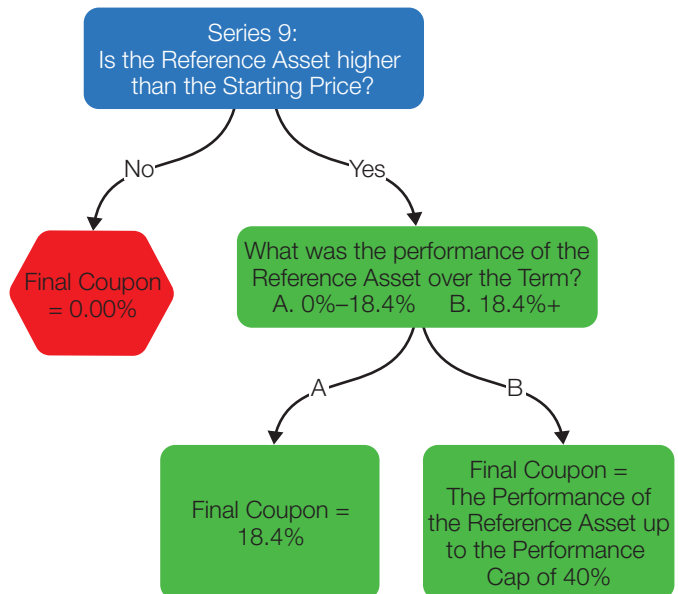 Series 9:
Is the Reference Asset higher
than the Starting Price?
No
Yes
Final Coupon
= 0.00%
What was the performance of the
Reference Asset over the Term?
A. 0%–18.4% B. 18.4%+
A
B
Final Coupon =
18.4%
Final Coupon =
The Performance of
the Reference Asset up
to the Performance
Cap of 40%